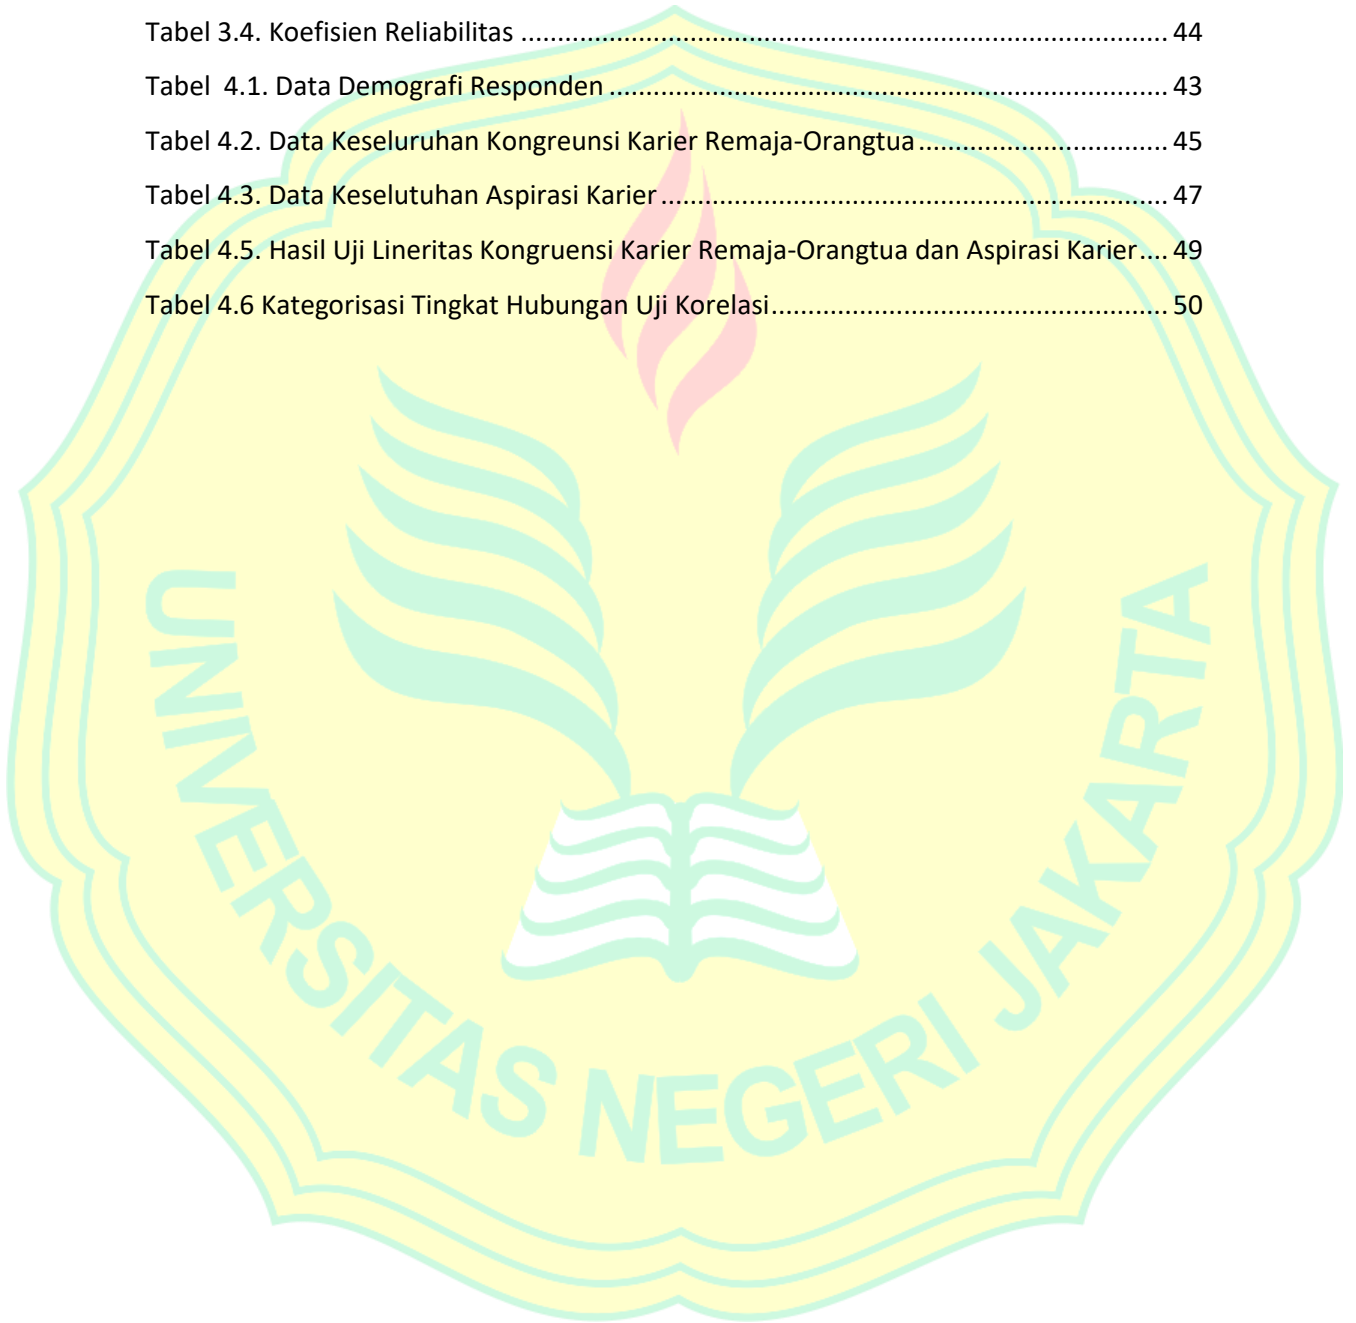 Tabel 3.4. Koefisien Reliabilitas ........................................................................................ 44
Tabel  4.1. Data Demografi Responden ............................................................................ 43
Tabel 4.2. Data Keseluruhan Kongreunsi Karier Remaja-Orangtua.................................. 45
Tabel 4.3. Data Keselutuhan Aspirasi Karier..................................................................... 47
Tabel 4.5. Hasil Uji Lineritas Kongruensi Karier Remaja-Orangtua dan Aspirasi Karier.... 49
Tabel 4.6 Kategorisasi Tingkat Hubungan Uji Korelasi...................................................... 50
UNIVERSITAS NEGERI JAKARTA